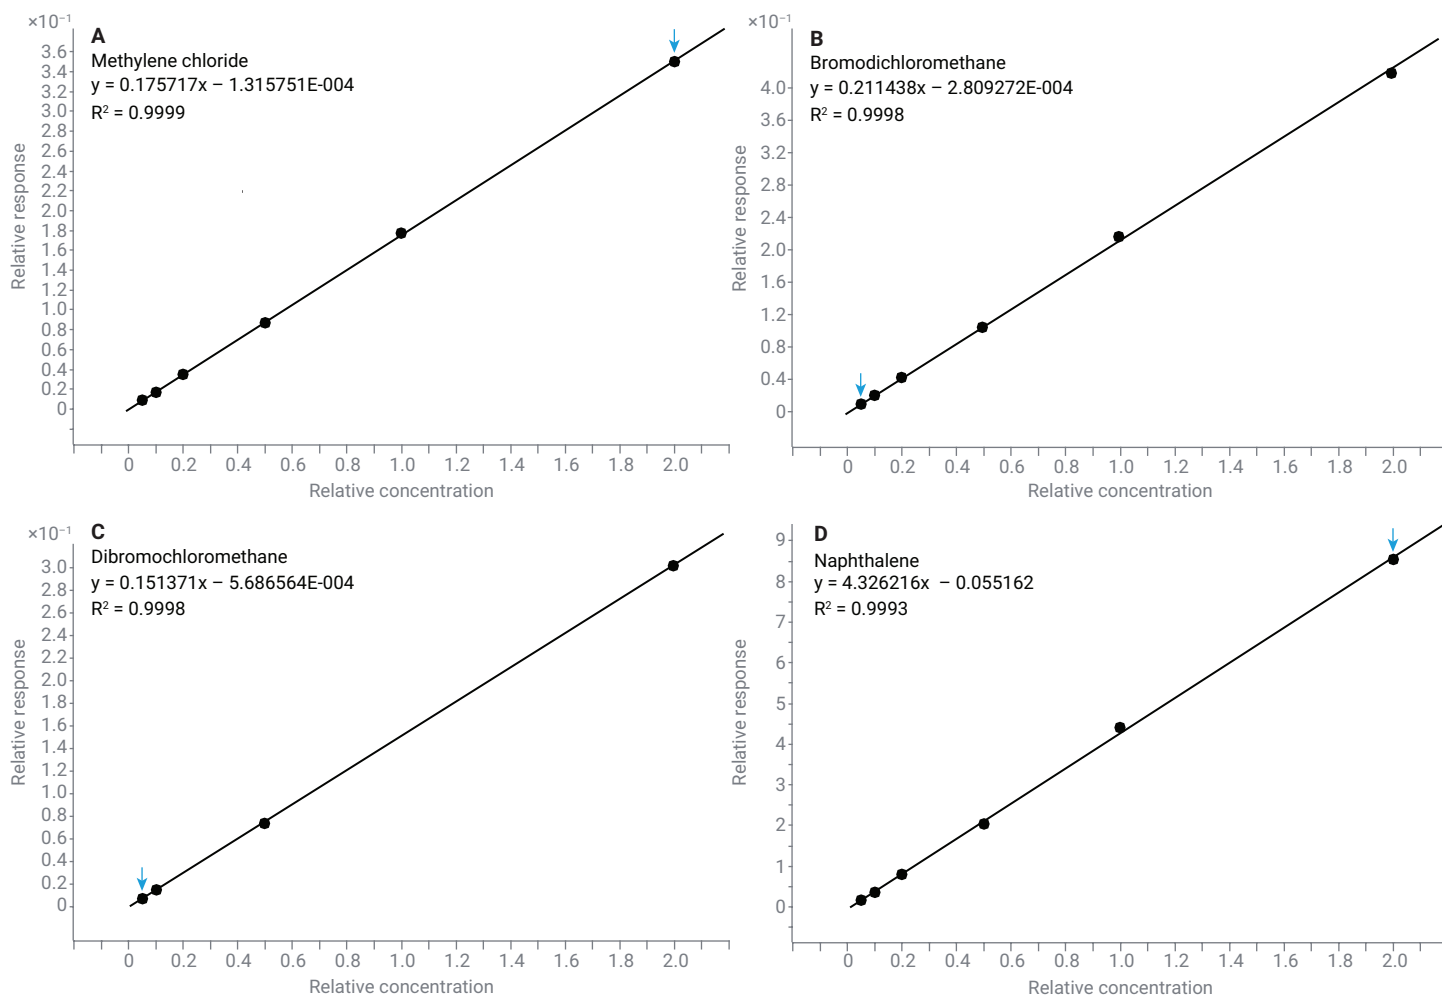 ×10⁻¹
A
Methylene chloride
y = 0.175717x – 1.315751E-004
R² = 0.9999
Relative response
3.6
3.4
3.2
3.0
2.8
2.6
2.4
2.2
2.0
1.8
1.6
1.4
1.2
1.0
0.8
0.6
0.4
0.2
0
0 0.2 0.4 0.6 0.8 1.0 1.2 1.4 1.6 1.8 2.0
Relative concentration
×10⁻¹
B
Bromodichloromethane
y = 0.211438x – 2.809272E-004
R² = 0.9998
Relative response
4.0
3.6
3.2
2.8
2.4
2.0
1.6
1.2
0.8
0.4
0
0 0.2 0.4 0.6 0.8 1.0 1.2 1.4 1.6 1.8 2.0
Relative concentration
×10⁻¹
C
Dibromochloromethane
y = 0.151371x – 5.686564E-004
R² = 0.9998
Relative response
3.0
2.8
2.6
2.4
2.2
2.0
1.8
1.6
1.4
1.2
1.0
0.8
0.6
0.4
0.2
0
0 0.2 0.4 0.6 0.8 1.0 1.2 1.4 1.6 1.8 2.0
Relative concentration
D
Naphthalene
y = 4.326216x – 0.055162
R² = 0.9993
Relative response
9
8
7
6
5
4
3
2
1
0
0 0.2 0.4 0.6 0.8 1.0 1.2 1.4 1.6 1.8 2.0
Relative concentration